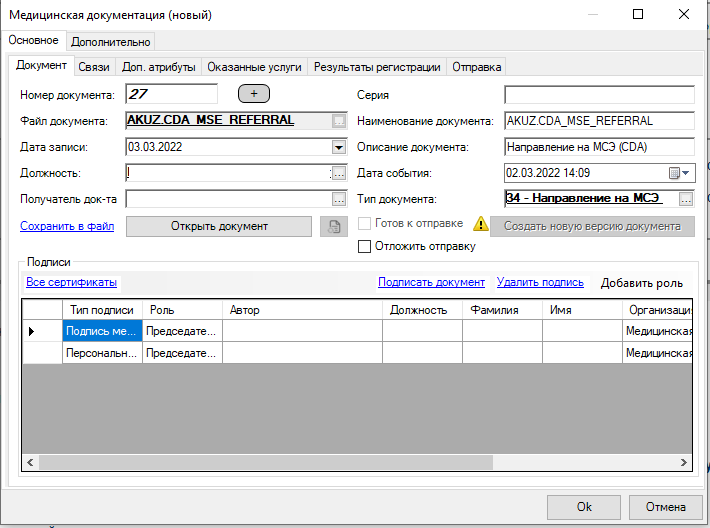 Медицинская документация (новый)
Основное Дополнительно
Документ Связи Доп. атрибуты Оказанные услуги Результаты регистрации Отправка
Номер документа: 27 + Серия
Файл документа: AKUZ.CDA_MSE_REFERRAL ... Наименование документа: AKUZ.CDA_MSE_REFERRAL
Дата записи: 03.03.2022 Описание документа: Направление на МСЭ (CDA)
Должность: ... Дата события: 02.03.2022 14:09
Получатель док-та ... Тип документа: 34 - Направление на МСЭ ...
Сохранить в файл Открыть документ Готов к отправке Создать новую версию документа
Отложить отправку
Подписи
Все сертификаты Подписать документ Удалить подпись Добавить роль
Тип подписи Роль Автор Должность Фамилия Имя Организация
Подпись ме... Председате... Медицинская
Персональн... Председате... Медицинская
Ok Отмена